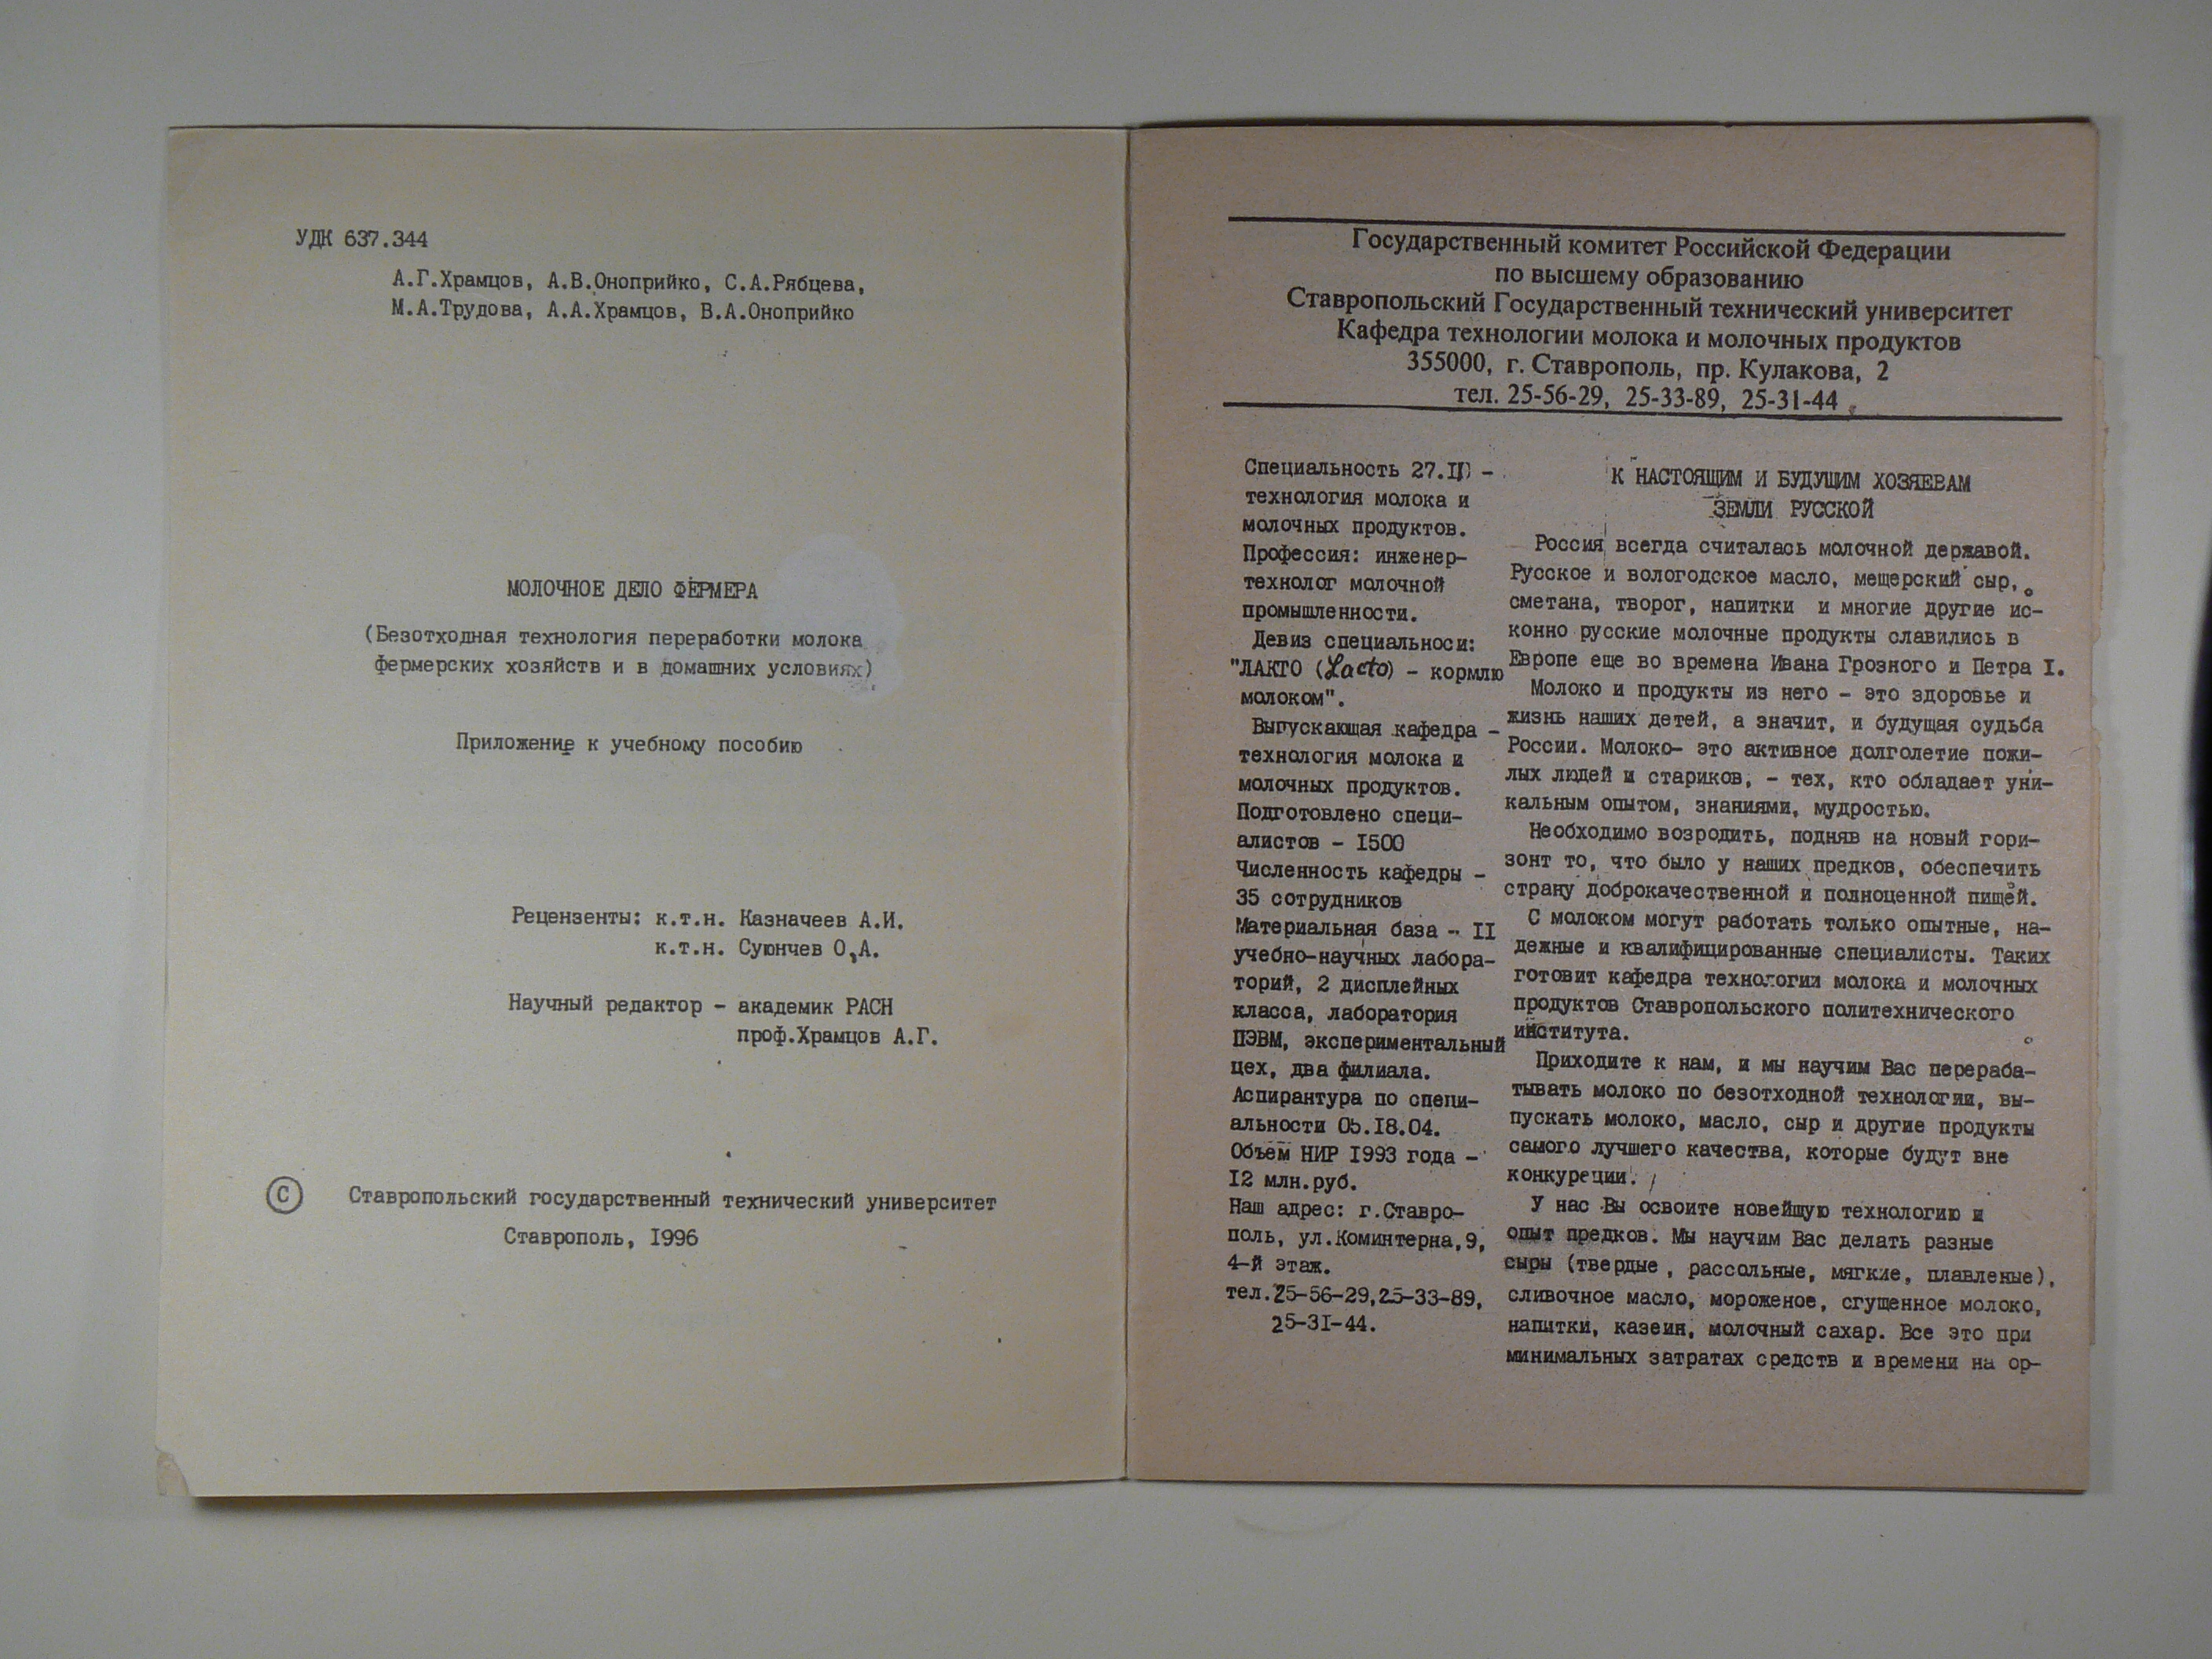 УДК 637.344
А.Г.Храмцов, А.В.Оноприйко, С.А.Рябцева,
М.А.Трудова, А.А.Храмцов, В.А.Оноприйко
МОЛОЧНОЕ ДЕЛО ФЕРМЕРА
(Безотходная технология переработки молока
фермерских хозяйств и в домашних условиях)
Приложение к учебному пособию
Рецензенты: к.т.н. Казначеев А.И.
к.т.н. Суюнчев О.А.
Научный редактор - академик РАСН
проф.Храмцов А.Г.
© Ставропольский государственный технический университет
Ставрополь, 1996
Государственный комитет Российской Федерации
по высшему образованию
Ставропольский Государственный технический университет
Кафедра технологии молока и молочных продуктов
355000, г. Ставрополь, пр. Кулакова, 2
тел. 25-56-29, 25-33-89, 25-31-44
Специальность -
технология молока и
молочных продуктов.
Профессия: инженер-
технолог молочной
промышленности.
Девиз специальноси:
"ЛАКТО (Lacto) - кормлю
молоком".
Выпускающая кафедра -
технология молока и
молочных продуктов.
Подготовлено специ-
алистов - I500
Численность кафедры -
35 сотрудников
Материальная база - II
учебно-научных лабора-
торий, 2 дисплейных
класса, лаборатория
ПЭВМ, экспериментальный
цех, два филиала.
Аспирантура по специ-
альности 05.I8.04.
Объем НИР I993 года -
I2 млн.руб.
Наш адрес: г.Ставро-
поль, ул.Коминтерна,9,
4-й этаж.
тел.25-56-29,25-33-89,
25-3I-44.
К НАСТОЯЩИМ И БУДУЩИМ ХОЗЯЕВАМ
ЗЕМЛИ РУССКОЙ
Россия всегда считалась молочной державой.
Русское и вологодское масло, мещерский сыр,
сметана, творог, напитки и многие другие ис-
конно русские молочные продукты славились в
Европе еще во времена Ивана Грозного и Петра I.
Молоко и продукты из него - это здоровье и
жизнь наших детей, а значит, и будущая судьба
России. Молоко- это активное долголетие пожи-
лых людей и стариков, - тех, кто обладает уни-
кальным опытом, знаниями, мудростью.
Необходимо возродить, подняв на новый гори-
зонт то, что было у наших предков, обеспечить
страну доброкачественной и полноценной пищей.
С молоком могут работать только опытные, на-
дежные и квалифицированные специалисты. Таких
готовит кафедра технологии молока и молочных
продуктов Ставропольского политехнического
института.
Приходите к нам, и мы научим Вас перераба-
тывать молоко по безотходной технологии, вы-
пускать молоко, масло, сыр и другие продукты
самого лучшего качества, которые будут вне
конкуреции.
У нас Вы освоите новейшую технологию и
опыт предков. Мы научим Вас делать разные
сыры (твердые, рассольные, мягкие, плавленые),
сливочное масло, мороженое, сгущенное молоко,
напитки, казеин, молочный сахар. Все это при
минимальных затратах средств и времени на ор-